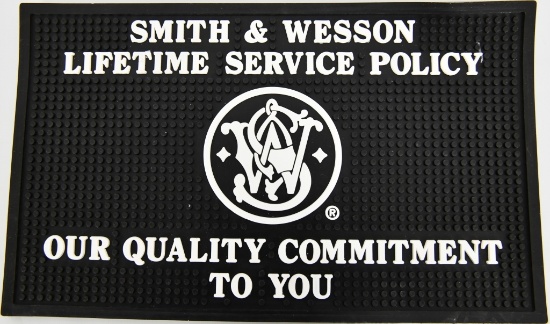 SMITH & WESSON
LIFETIME SERVICE POLICY
S&W
®
OUR QUALITY COMMITMENT
TO YOU